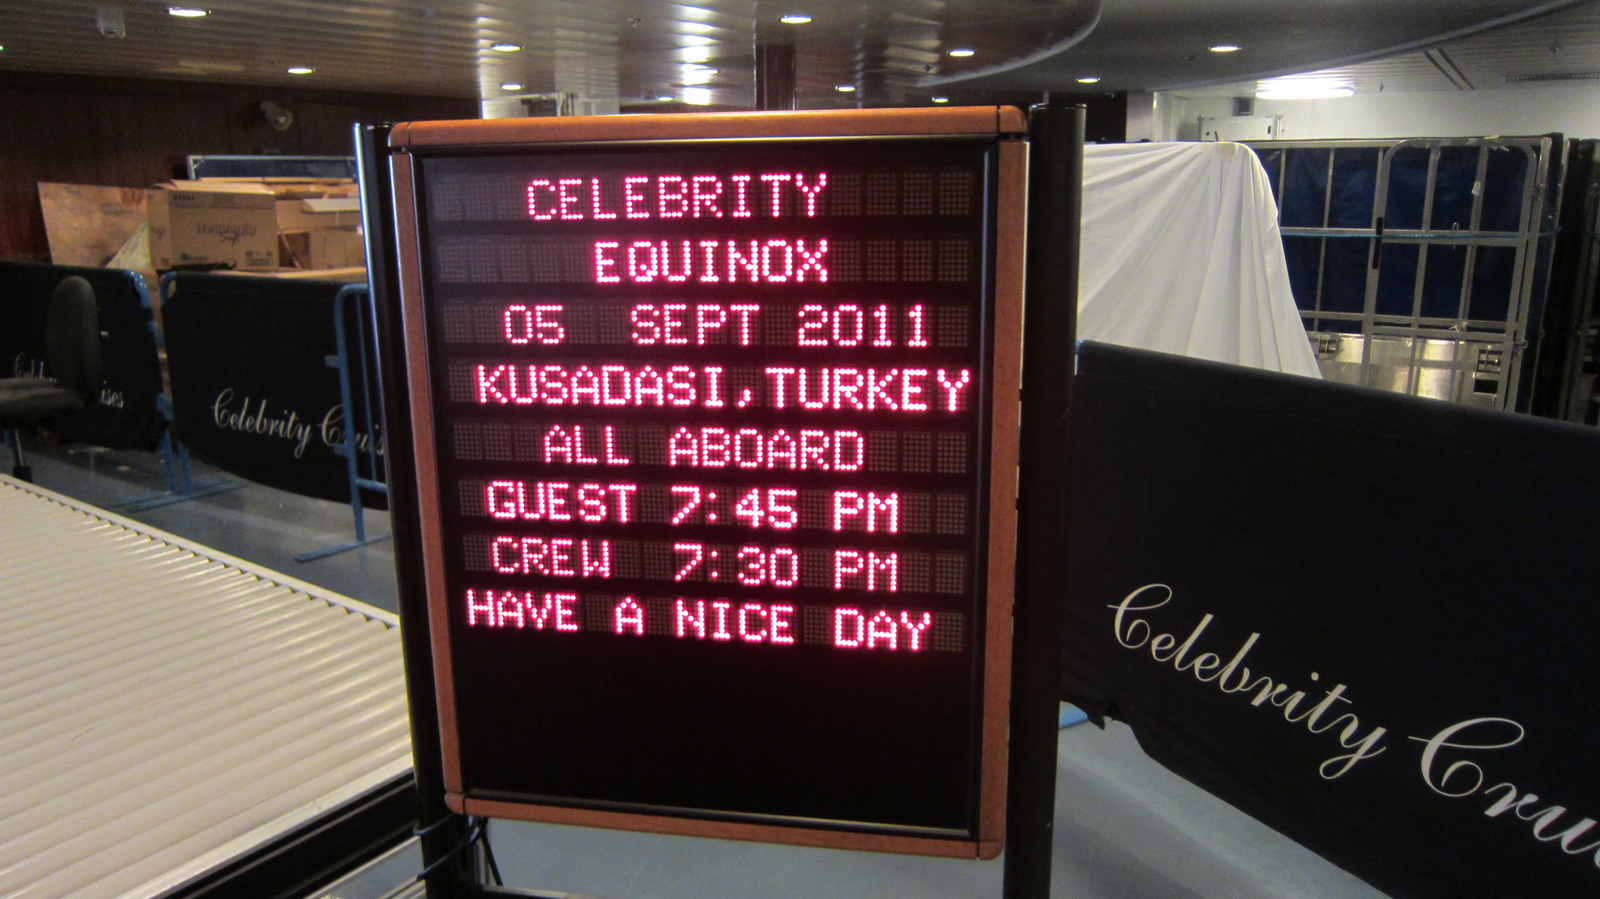 CELEBRITY
EQUINOX
05 SEPT 2011
KUSADASI,TURKEY
ALL ABOARD
GUEST 7:45 PM
CREW 7:30 PM
HAVE A NICE DAY
Celebrity Cruis
Celebrity Cru